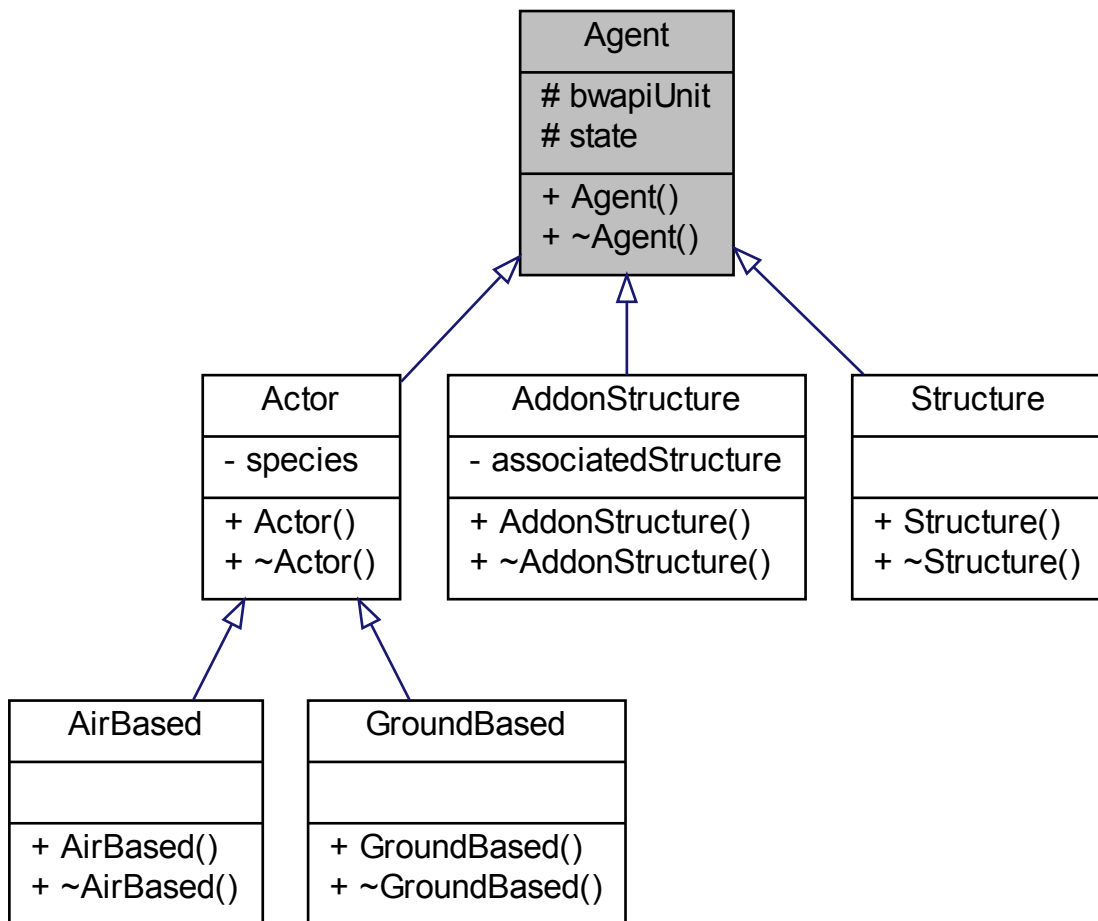 Agent
# bwapiUnit
# state
+ Agent()
+ ~Agent()
Actor
- species
+ Actor()
+ ~Actor()
AddonStructure
- associatedStructure
+ AddonStructure()
+ ~AddonStructure()
Structure
+ Structure()
+ ~Structure()
AirBased
+ AirBased()
+ ~AirBased()
GroundBased
+ GroundBased()
+ ~GroundBased()